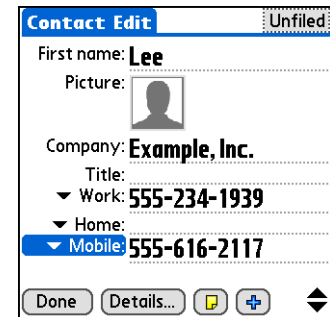 Contact Edit Unfiled
First name: Lee
Picture:
Company: Example, Inc.
Title:
Work: 555-234-1939
Home:
Mobile: 555-616-2117
Done Details...